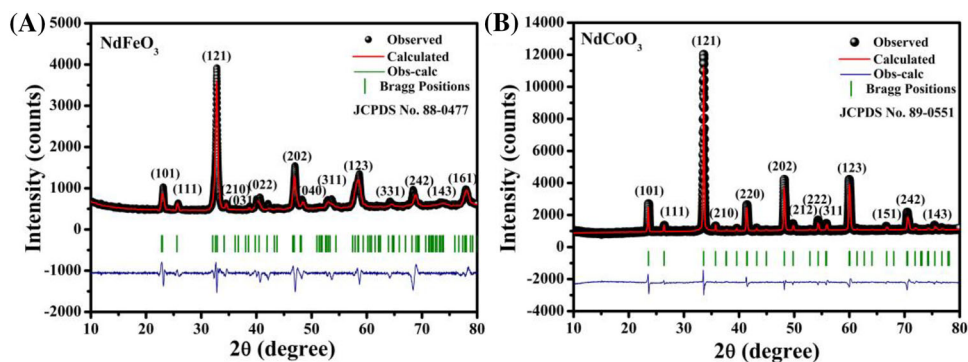 (A)
NdFeO3
Observed
Calculated
Obs-calc
Bragg Positions
JCPDS No. 88-0477
(101)
(111)
(121)
(210)
(031)
(022)
(202)
(040)
(311)
(123)
(331)
(242)
(143)
(161)
Intensity (counts)
5000
4000
3000
2000
1000
0
-1000
-2000
10 20 30 40 50 60 70 80
2θ (degree)
(B)
NdCoO3
Observed
Calculated
Obs-calc
Bragg Positions
JCPDS No. 89-0551
(101)
(111)
(121)
(210)
(220)
(202)
(212)
(222)
(311)
(123)
(151)
(242)
(143)
Intensity (counts)
14000
12000
10000
8000
6000
4000
2000
0
-2000
-4000
10 20 30 40 50 60 70 80
2θ (degree)